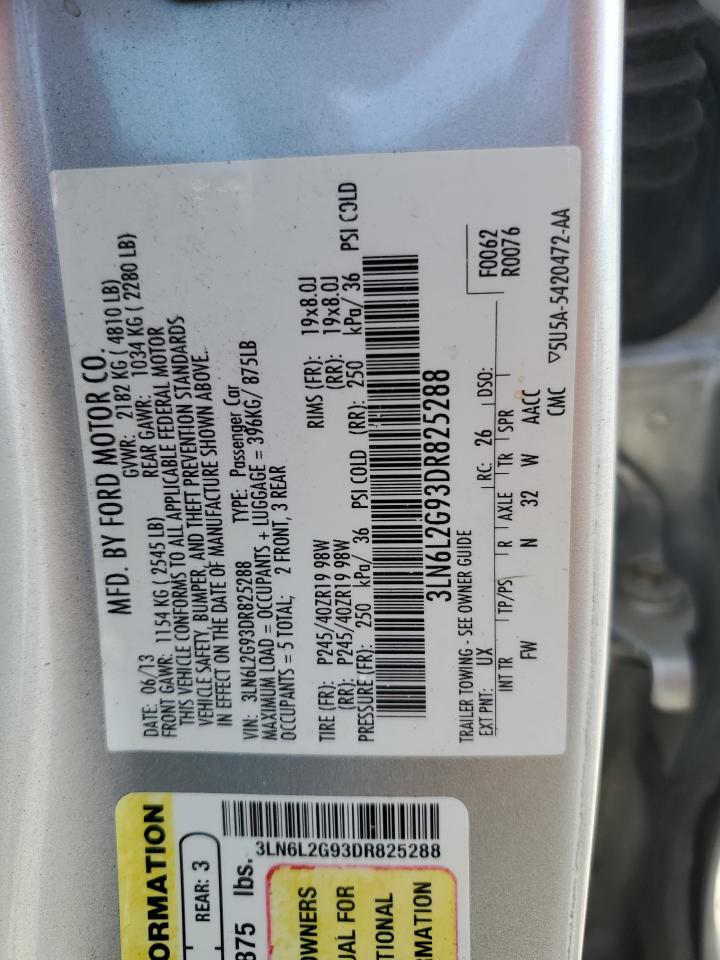 MFD. BY FORD MOTOR CO.
DATE: 06/13 GVWR: 2182 KG ( 4810 LB)
FRONT GAWR: 1154 KG ( 2545 LB) REAR GAWR: 1034 KG ( 2280 LB)
THIS VEHICLE CONFORMS TO ALL APPLICABLE FEDERAL MOTOR
VEHICLE SAFETY, BUMPER, AND THEFT PREVENTION STANDARDS
IN EFFECT ON THE DATE OF MANUFACTURE SHOWN ABOVE.
VIN: 3LN6L2G93DR825288 TYPE: Passenger Car
MAXIMUM LOAD = OCCUPANTS + LUGGAGE = 396KG/ 875LB
OCCUPANTS = 5 TOTAL; 2 FRONT, 3 REAR
TIRE (FR): P245/40ZR19 98W RIMS (FR): 19x8.0J
(RR): P245/40ZR19 98W (RR): 19x8.0J
PRESSURE (FR): 250 kPa/ 36 PSI COLD (RR): 250 kPa/ 36 PSI COLD
3LN6L2G93DR825288
TRAILER TOWING - SEE OWNER GUIDE
F0062
R0076
EXT PNT: UX RC: 26 DSO:
INT TR TP/PS R AXLE TR SPR
FW N 32 W AACC
CMC ▽5U5A-5420472-AA
ORMATION
REAR: 3
875 lbs.
3LN6L2G93DR825288
OWNERS
UAL FOR
TIONAL
RMATION